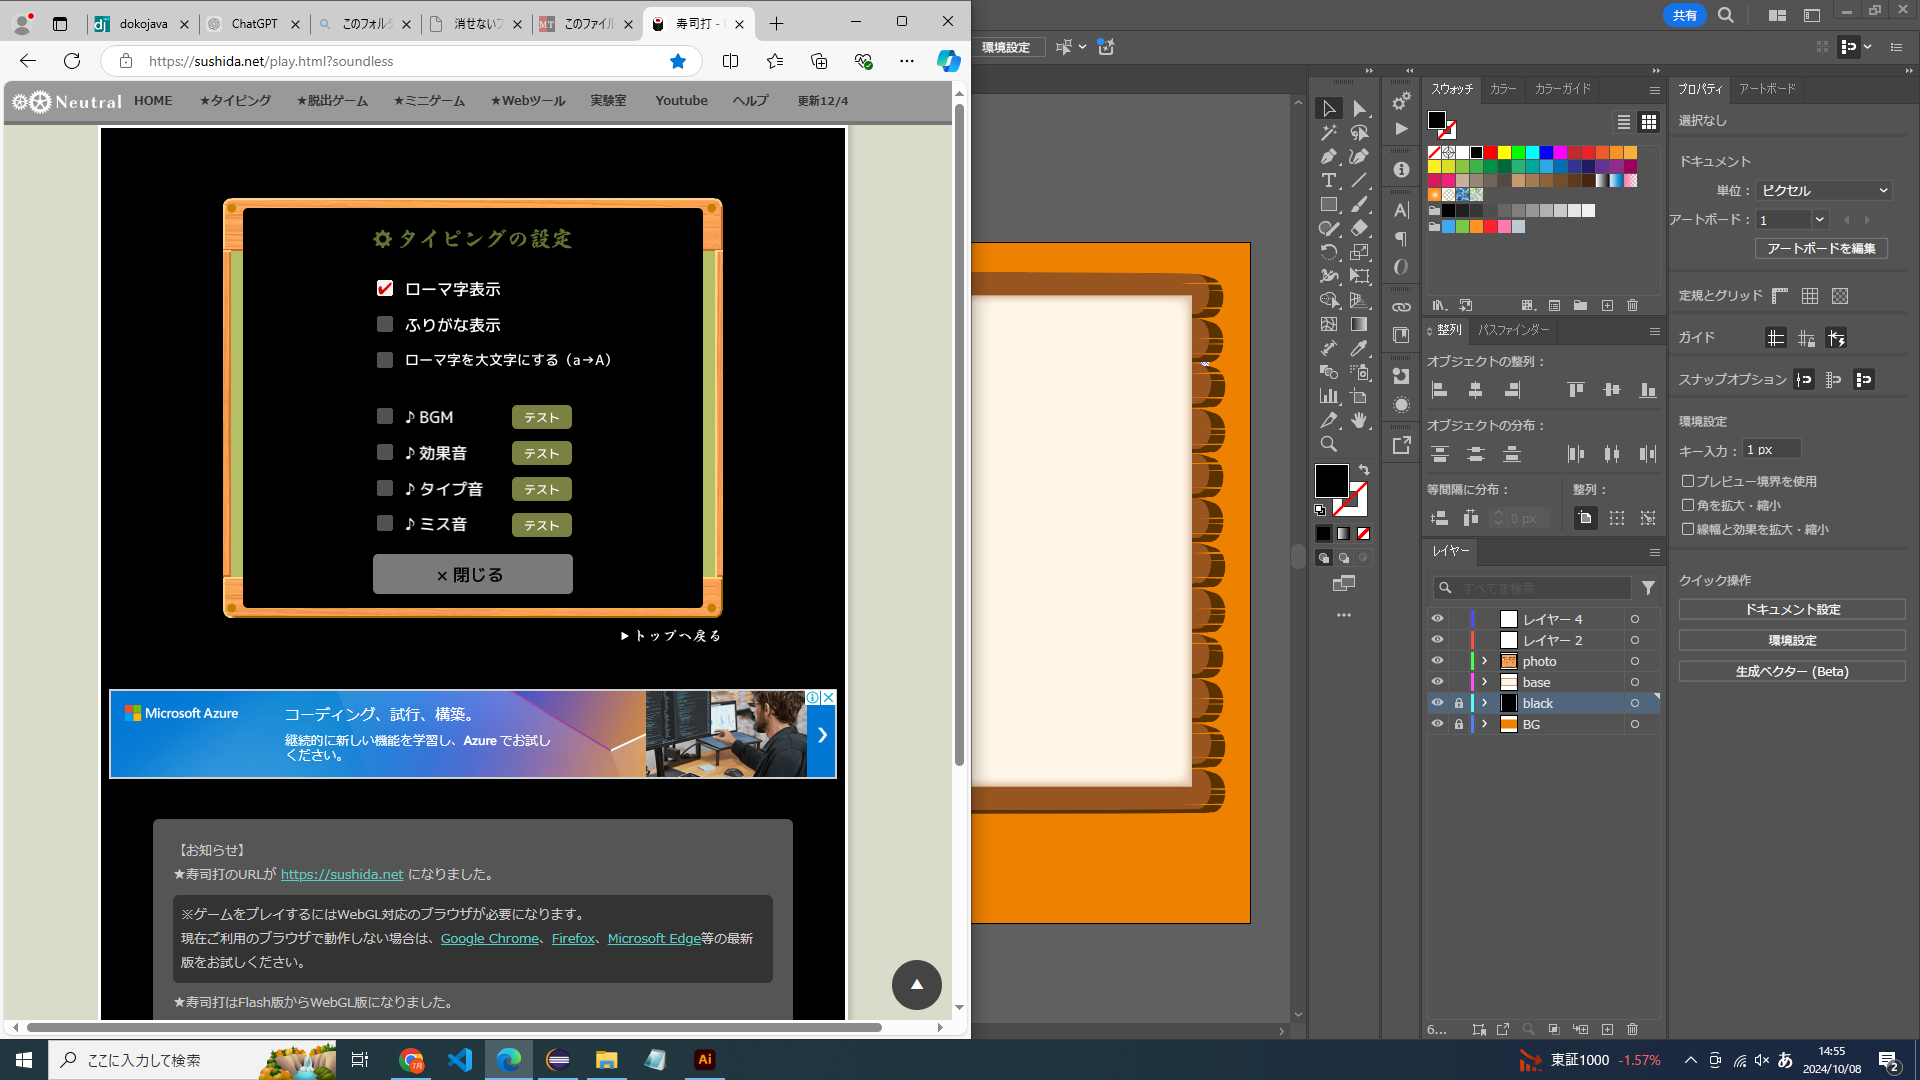 dokojava
ChatGPT
このフォルダ
消せないフ
このファイル
寿司打 -
https://sushida.net/play.html?soundless
Neutral
HOME
★タイピング
★脱出ゲーム
★ミニゲーム
★Webツール
実験室
Youtube
ヘルプ
更新12/4
タイピングの設定
ローマ字表示
ふりがな表示
ローマ字を大文字にする（a→A）
♪ BGM
テスト
♪ 効果音
テスト
♪ タイプ音
テスト
♪ ミス音
テスト
× 閉じる
▶トップへ戻る
Microsoft Azure
コーディング、試行、構築。
継続的に新しい機能を学習し、Azure でお試し
ください。
【お知らせ】
★寿司打のURLが https://sushida.net になりました。
※ゲームをプレイするにはWebGL対応のブラウザが必要になります。
現在ご利用のブラウザで動作しない場合は、Google Chrome、Firefox、Microsoft Edge等の最新
版をお試しください。
★寿司打はFlash版からWebGL版になりました。
共有
環境設定
スウォッチ
カラー
カラーガイド
整列
パスファインダー
オブジェクトの整列：
オブジェクトの分布：
等間隔に分布：
整列：
0 px
レイヤー
すべてを検索
レイヤー 4
レイヤー 2
photo
base
black
BG
6...
プロパティ
アートボード
選択なし
ドキュメント
単位：
ピクセル
アートボード：
1
アートボードを編集
定規とグリッド
ガイド
スナップオプション
環境設定
キー入力：
1 px
プレビュー境界を使用
角を拡大・縮小
線幅と効果を拡大・縮小
クイック操作
ドキュメント設定
環境設定
生成ベクター (Beta)
ここに入力して検索
Ai
東証1000
-1.57%
あ
14:55
2024/10/08
2